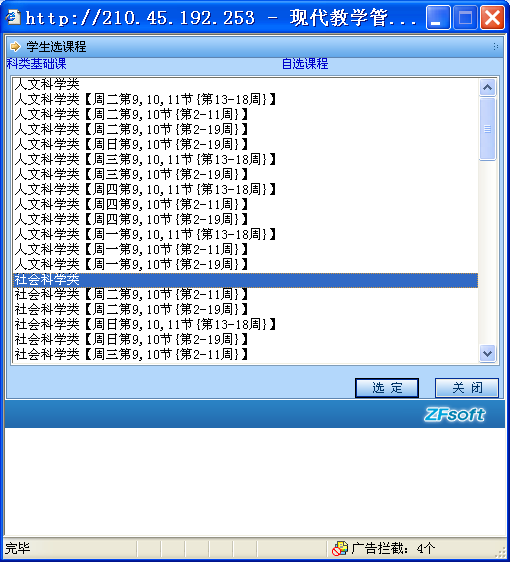 http://210.45.192.253 - 现代教学管...
学生选课程
科类基础课 自选课程
人文科学类
人文科学类【周二第9,10,11节{第13-18周}】
人文科学类【周二第9,10节{第2-11周}】
人文科学类【周二第9,10节{第2-19周}】
人文科学类【周日第9,10节{第2-19周}】
人文科学类【周三第9,10,11节{第13-18周}】
人文科学类【周三第9,10节{第2-19周}】
人文科学类【周四第9,10,11节{第13-18周}】
人文科学类【周四第9,10节{第2-11周}】
人文科学类【周四第9,10节{第2-19周}】
人文科学类【周一第9,10,11节{第13-18周}】
人文科学类【周一第9,10节{第2-11周}】
人文科学类【周一第9,10节{第2-19周}】
社会科学类
社会科学类【周二第9,10节{第2-11周}】
社会科学类【周二第9,10节{第2-19周}】
社会科学类【周日第9,10,11节{第13-18周}】
社会科学类【周日第9,10节{第2-19周}】
社会科学类【周三第9,10节{第2-11周}】
选 定 关 闭
ZFsoft
完毕 广告拦截: 4个